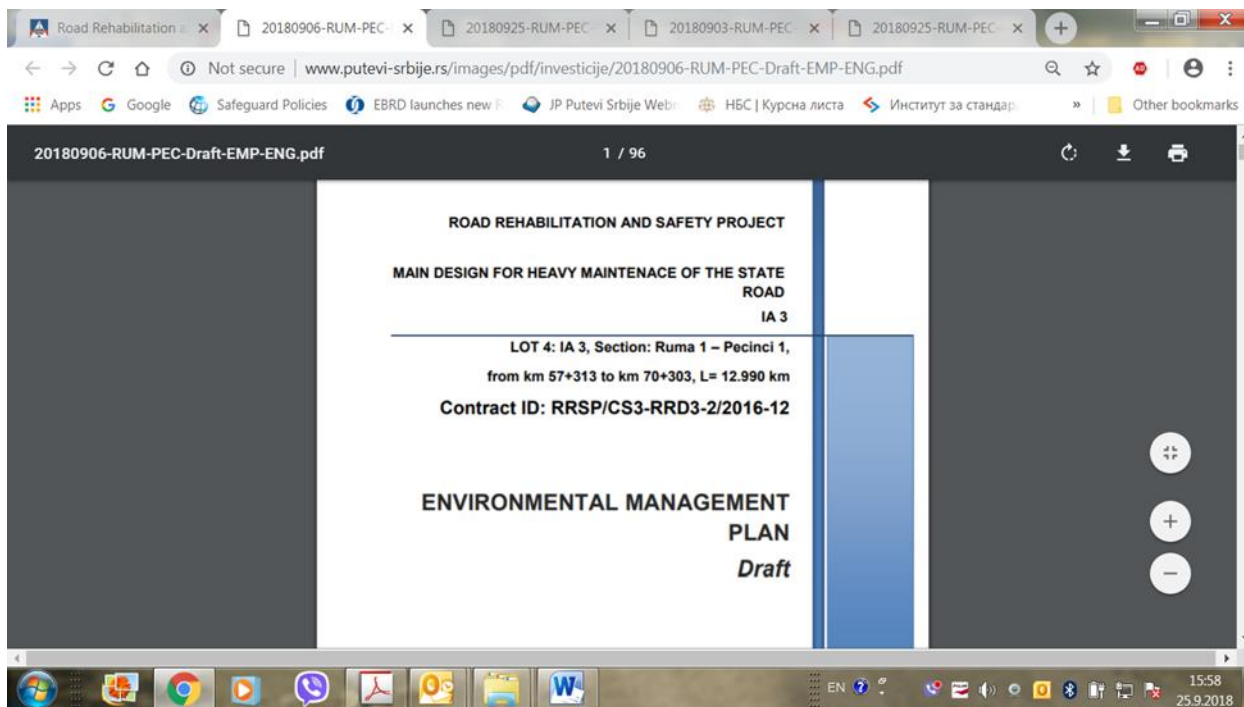 Road Rehabilitation a
20180906-RUM-PEC-
20180925-RUM-PEC-
20180903-RUM-PEC-
20180925-RUM-PEC-
Not secure | www.putevi-srbije.rs/images/pdf/investicije/20180906-RUM-PEC-Draft-EMP-ENG.pdf
Apps Google Safeguard Policies EBRD launches new JP Putevi Srbije Web НБС | Курсна листа Институт за стандар » Other bookmarks
20180906-RUM-PEC-Draft-EMP-ENG.pdf 1 / 96
ROAD REHABILITATION AND SAFETY PROJECT
MAIN DESIGN FOR HEAVY MAINTENACE OF THE STATE
ROAD
IA 3
LOT 4: IA 3, Section: Ruma 1 – Pecinci 1,
from km 57+313 to km 70+303, L= 12.990 km
Contract ID: RRSP/CS3-RRD3-2/2016-12
ENVIRONMENTAL MANAGEMENT
PLAN
Draft
EN 15:58
25.9.2018